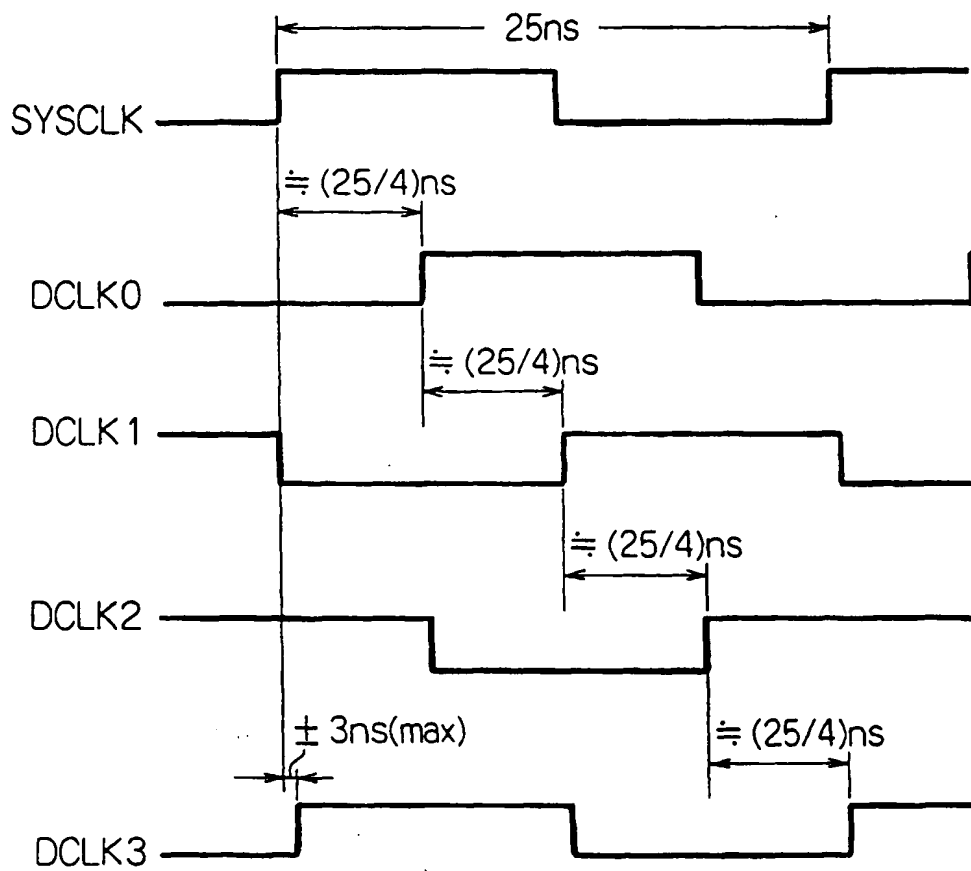 25ns
SYSCLK
≒ (25/4)ns
DCLK0
≒ (25/4)ns
DCLK1
≒ (25/4)ns
DCLK2
± 3ns(max)
≒ (25/4)ns
DCLK3